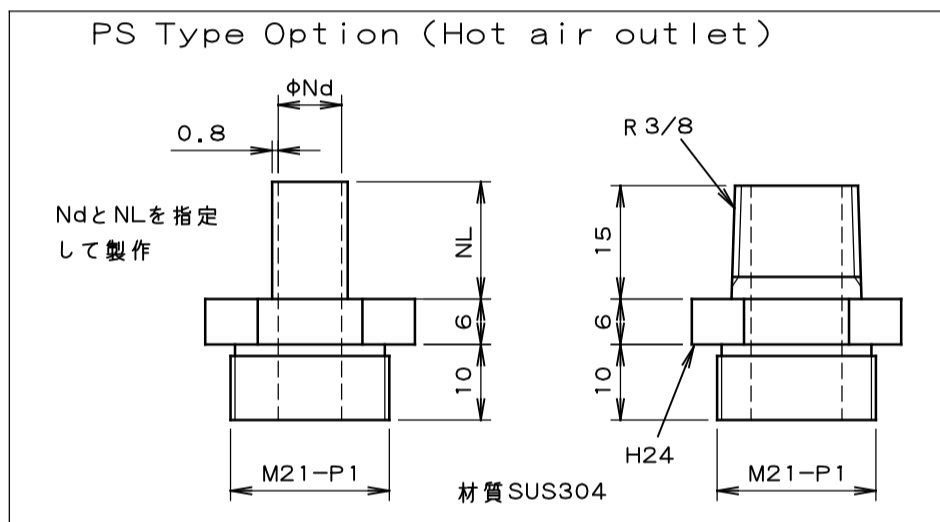 PS Type Option (Hot air outlet)
ΦNd
0.8
NdとNLを指定
して製作
NL
6
10
M21-P1
R3/8
15
6
10
H24
M21-P1
材質SUS304